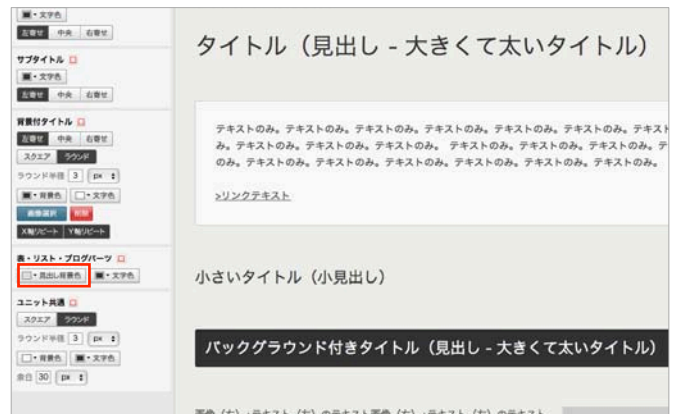 文字色
左寄せ 中央 右寄せ
サブタイトル
文字色
左寄せ 中央 右寄せ
背景付タイトル
左寄せ 中央 右寄せ
スクエア ラウンド
ラウンド半径 3 px
背景色 文字色
画像選択 削除
X軸リピート Y軸リピート
表・リスト・ブログパーツ
見出し背景色 文字色
ユニット共通
スクエア ラウンド
ラウンド半径 3 px
背景色 文字色
余白 30 px
タイトル（見出し - 大きくて太いタイトル）
テキストのみ。テキストのみ。テキストのみ。テキストのみ。テキストのみ。テキストのみ。テキスト
み。テキストのみ。テキストのみ。テキストのみ。 テキストのみ。テキストのみ。テキストのみ。テ
のみ。テキストのみ。テキストのみ。テキストのみ。テキストのみ。テキストのみ。テキストのみ。
>リンクテキスト
小さいタイトル（小見出し）
バックグラウンド付きタイトル（見出し - 大きくて太いタイトル）